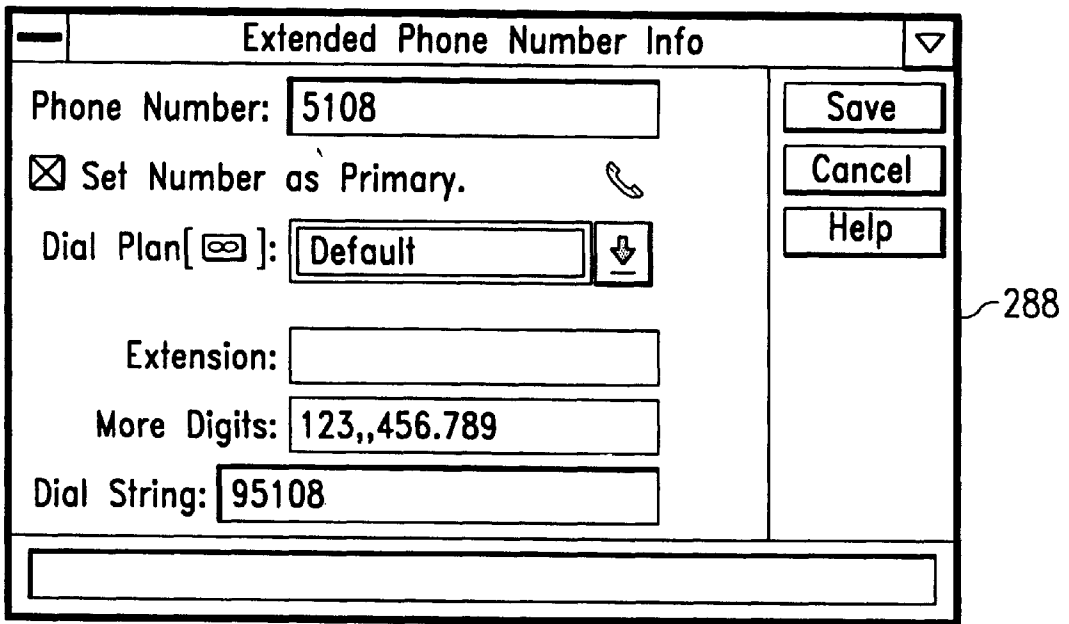 Extended Phone Number Info
Phone Number: 5108
Set Number as Primary.
Dial Plan[ ]: Default
Extension:
More Digits: 123,,456.789
Dial String: 95108
Save
Cancel
Help
288